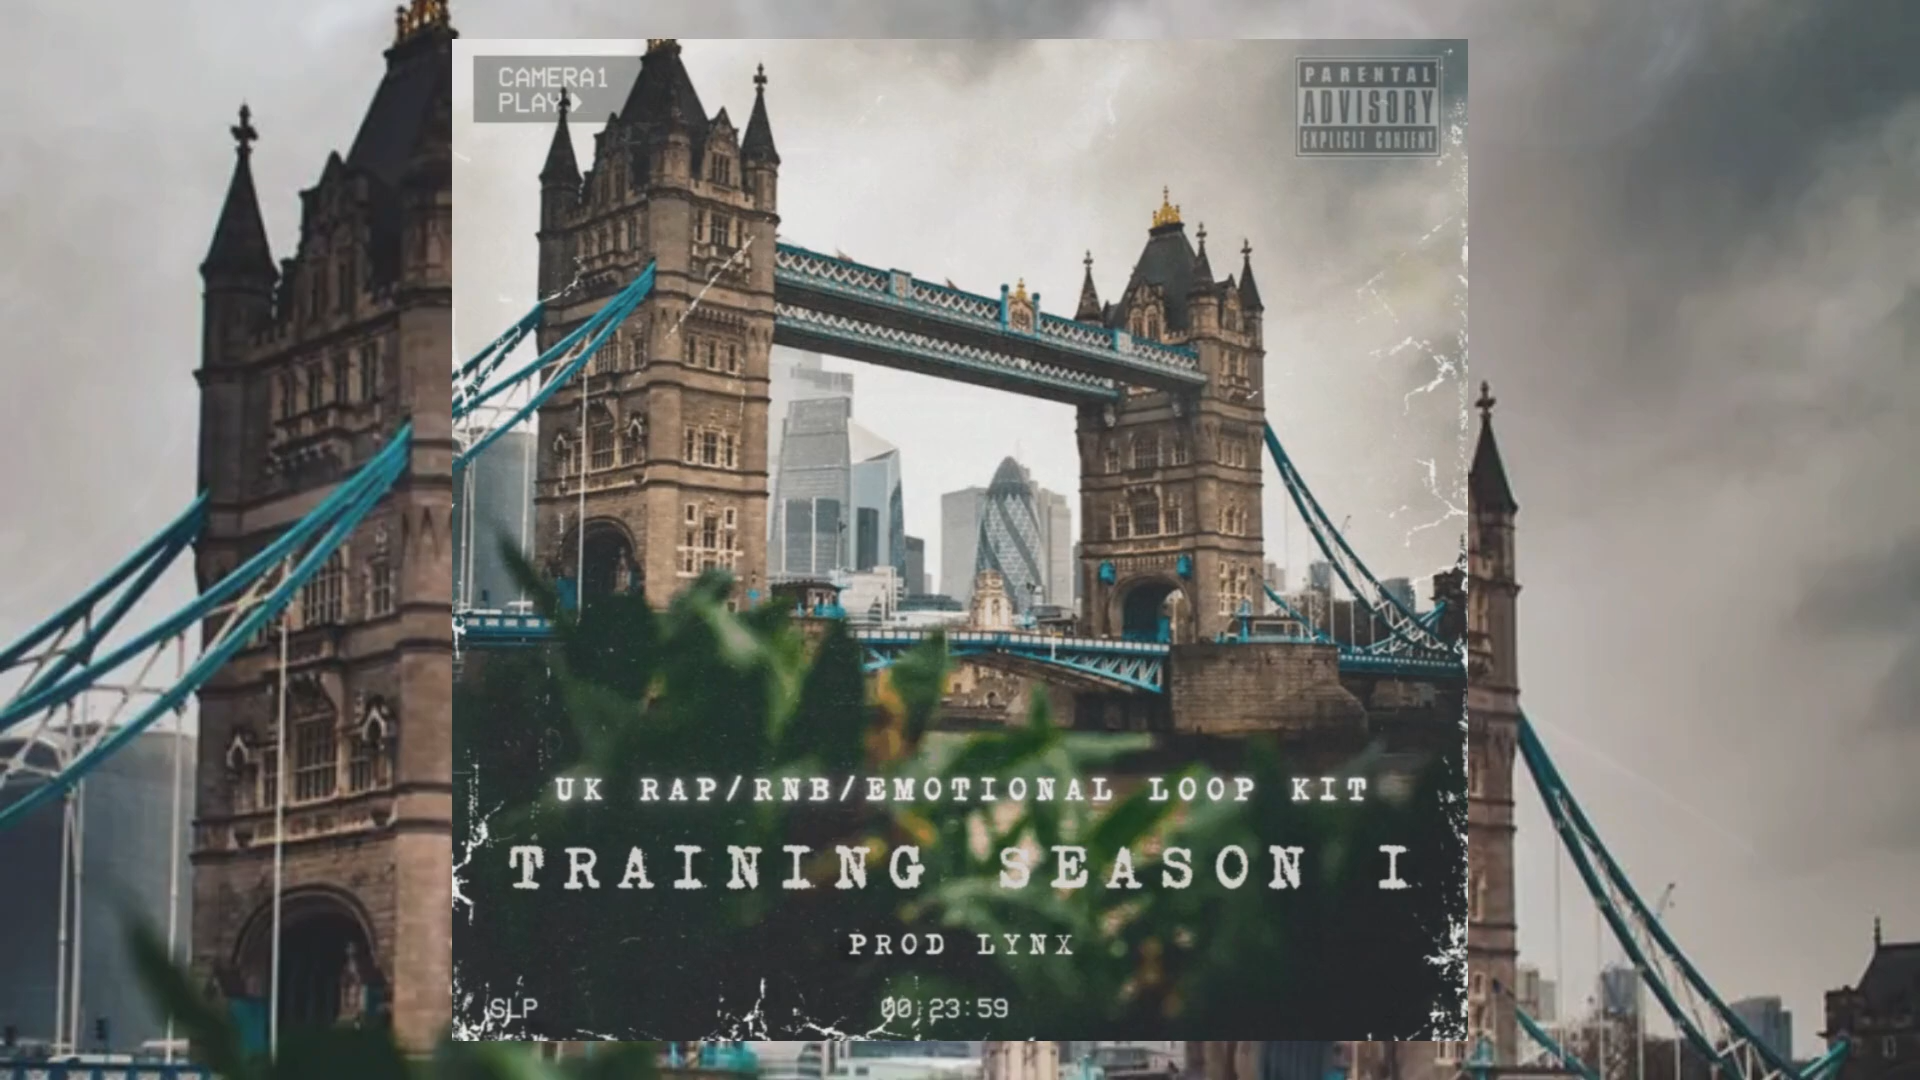 CAMERA1
PLAY
PARENTAL
ADVISORY
EXPLICIT CONTENT
UK RAP/RNB/EMOTIONAL LOOP KIT
TRAINING SEASON I
PROD LYNX
SLP
00:23:59